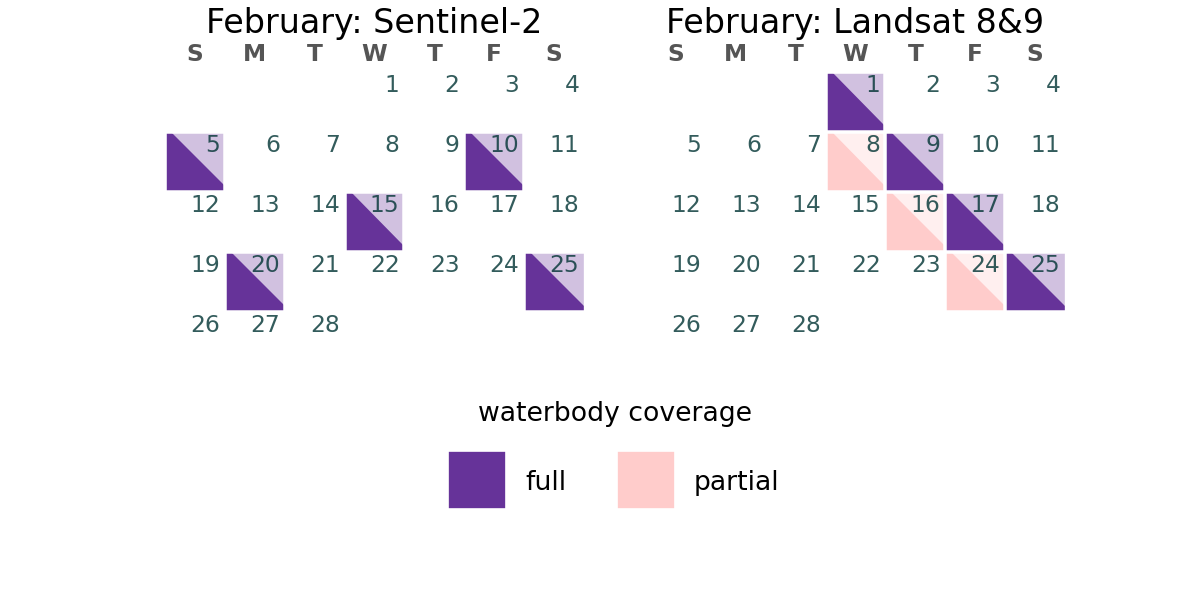 February: Sentinel-2
S M T W T F S
1 2 3 4
5 6 7 8 9 10 11
12 13 14 15 16 17 18
19 20 21 22 23 24 25
26 27 28
February: Landsat 8&9
S M T W T F S
1 2 3 4
5 6 7 8 9 10 11
12 13 14 15 16 17 18
19 20 21 22 23 24 25
26 27 28
waterbody coverage
full partial